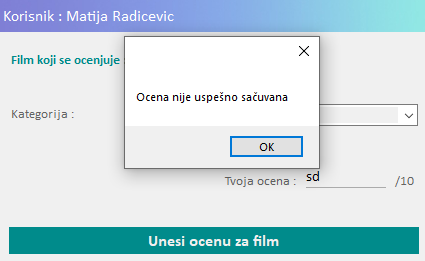 Korisnik : Matija Radicevic
Film koji se ocenjuje
Ocena nije uspešno sačuvana
Kategorija :
OK
Tvoja ocena : sd /10
Unesi ocenu za film